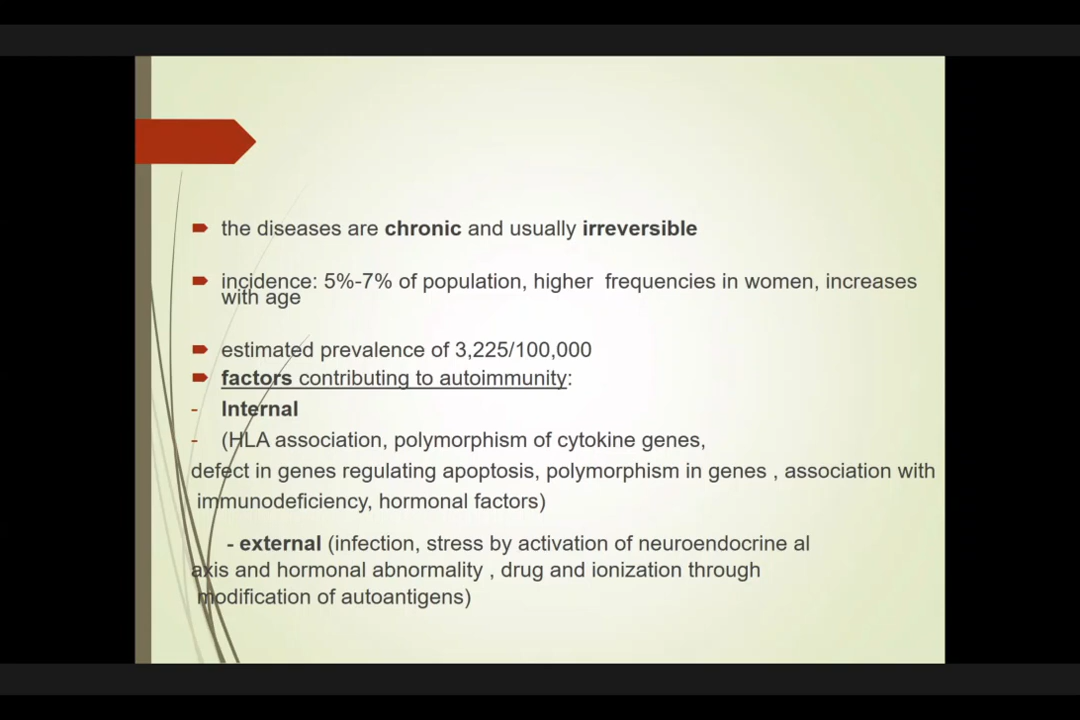 the diseases are chronic and usually irreversible
incidence: 5%-7% of population, higher frequencies in women, increases
with age
estimated prevalence of 3,225/100,000
factors contributing to autoimmunity:
- Internal
- (HLA association, polymorphism of cytokine genes,
defect in genes regulating apoptosis, polymorphism in genes , association with
immunodeficiency, hormonal factors)
- external (infection, stress by activation of neuroendocrine al
axis and hormonal abnormality , drug and ionization through
modification of autoantigens)